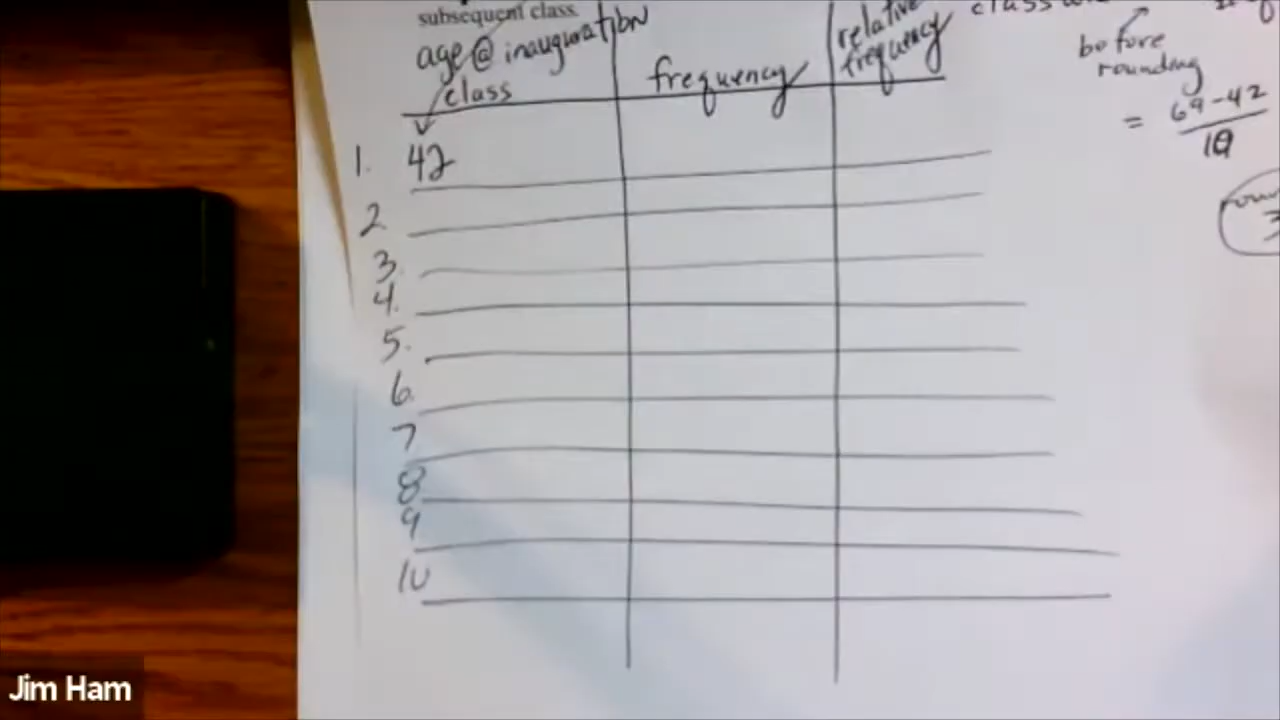 subsequent class.
age @ inauguration
class
frequency
relative
frequency
before
rounding
= 69-42
10
1. 42
2
3.
4.
5.
6.
7
8
9
10
Jim Ham